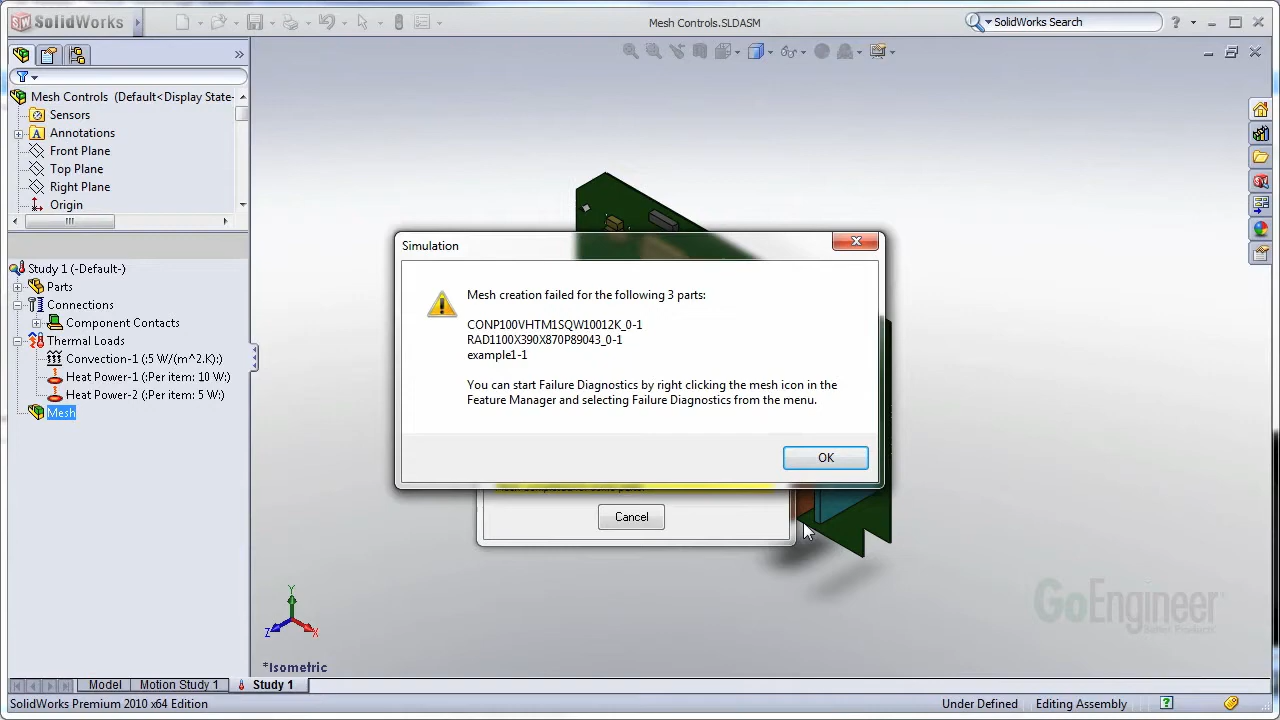 SolidWorks
Mesh Controls.SLDASM
SolidWorks Search
Mesh Controls (Default<Display State-
Sensors
Annotations
Front Plane
Top Plane
Right Plane
Origin
Study 1 (-Default-)
Parts
Connections
Component Contacts
Thermal Loads
Convection-1 (:5 W/(m^2.K):)
Heat Power-1 (:Per item: 10 W:)
Heat Power-2 (:Per item: 5 W:)
Mesh
Simulation
Mesh creation failed for the following 3 parts:
CONP100VHTM1SQW10012K_0-1
RAD1100X390X870P89043_0-1
example1-1
You can start Failure Diagnostics by right clicking the mesh icon in the
Feature Manager and selecting Failure Diagnostics from the menu.
OK
Cancel
Y
Z
X
*Isometric
GoEngineer
Model
Motion Study 1
Study 1
SolidWorks Premium 2010 x64 Edition
Under Defined
Editing Assembly